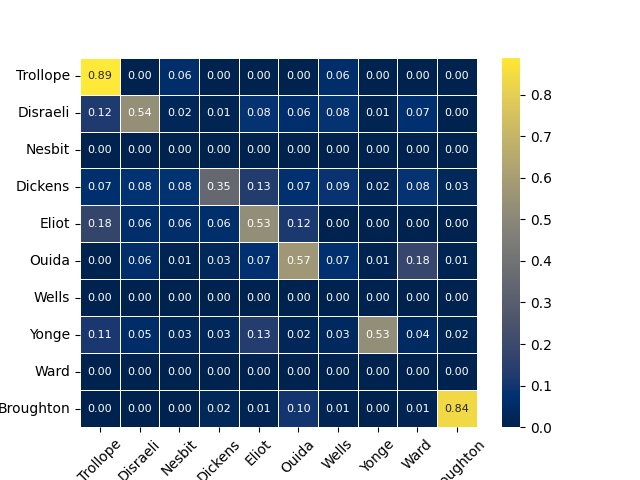 Trollope 0.89 0.00 0.06 0.00 0.00 0.00 0.06 0.00 0.00 0.00
Disraeli 0.12 0.54 0.02 0.01 0.08 0.06 0.08 0.01 0.07 0.00
Nesbit 0.00 0.00 0.00 0.00 0.00 0.00 0.00 0.00 0.00 0.00
Dickens 0.07 0.08 0.08 0.35 0.13 0.07 0.09 0.02 0.08 0.03
Eliot 0.18 0.06 0.06 0.06 0.53 0.12 0.00 0.00 0.00 0.00
Ouida 0.00 0.06 0.01 0.03 0.07 0.57 0.07 0.01 0.18 0.01
Wells 0.00 0.00 0.00 0.00 0.00 0.00 0.00 0.00 0.00 0.00
Yonge 0.11 0.05 0.03 0.03 0.13 0.02 0.03 0.53 0.04 0.02
Ward 0.00 0.00 0.00 0.00 0.00 0.00 0.00 0.00 0.00 0.00
Broughton 0.00 0.00 0.00 0.02 0.01 0.10 0.01 0.00 0.01 0.84
Trollope Disraeli Nesbit Dickens Eliot Ouida Wells Yonge Ward oughton
0.8
0.7
0.6
0.5
0.4
0.3
0.2
0.1
0.0